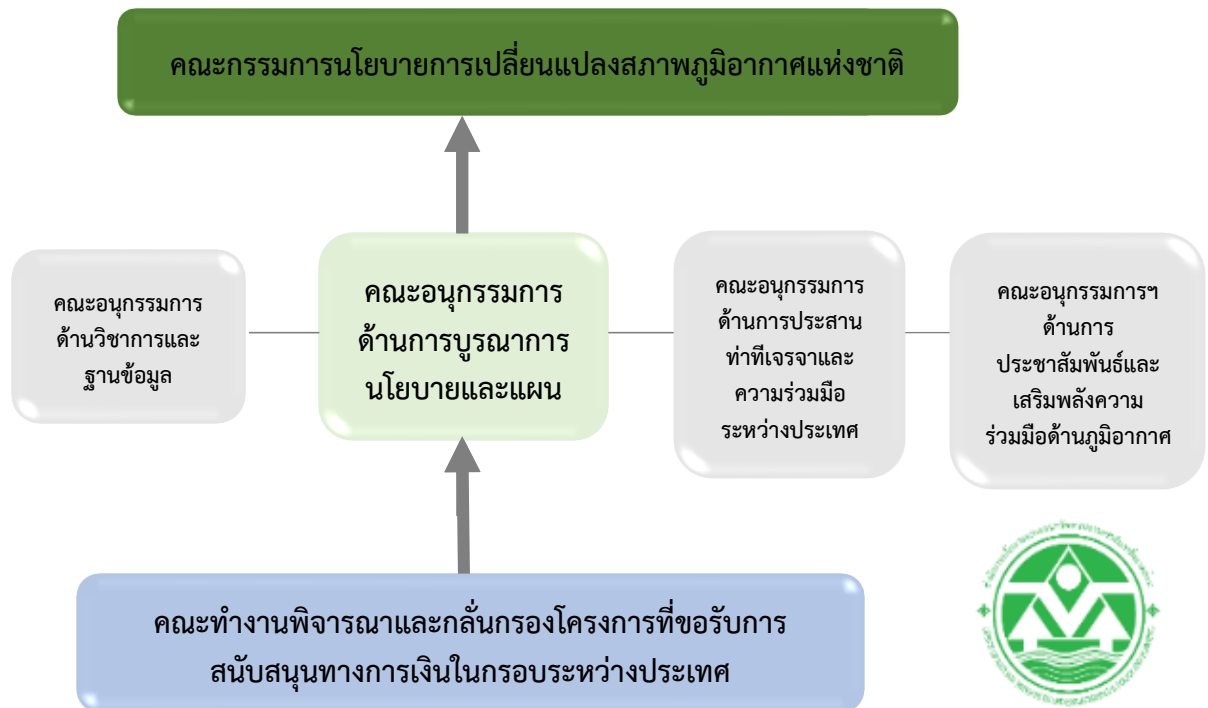 คณะกรรมการนโยบายการเปลี่ยนแปลงสภาพภูมิอากาศแห่งชาติ
คณะอนุกรรมการ
ด้านวิชาการและ
ฐานข้อมูล
คณะอนุกรรมการ
ด้านการบูรณาการ
นโยบายและแผน
คณะอนุกรรมการ
ด้านการประสาน
ท่าทีเจรจาและ
ความร่วมมือ
ระหว่างประเทศ
คณะอนุกรรมการฯ
ด้านการ
ประชาสัมพันธ์และ
เสริมพลังความ
ร่วมมือด้านภูมิอากาศ
คณะทำงานพิจารณาและกลั่นกรองโครงการที่ขอรับการ
สนับสนุนทางการเงินในกรอบระหว่างประเทศ